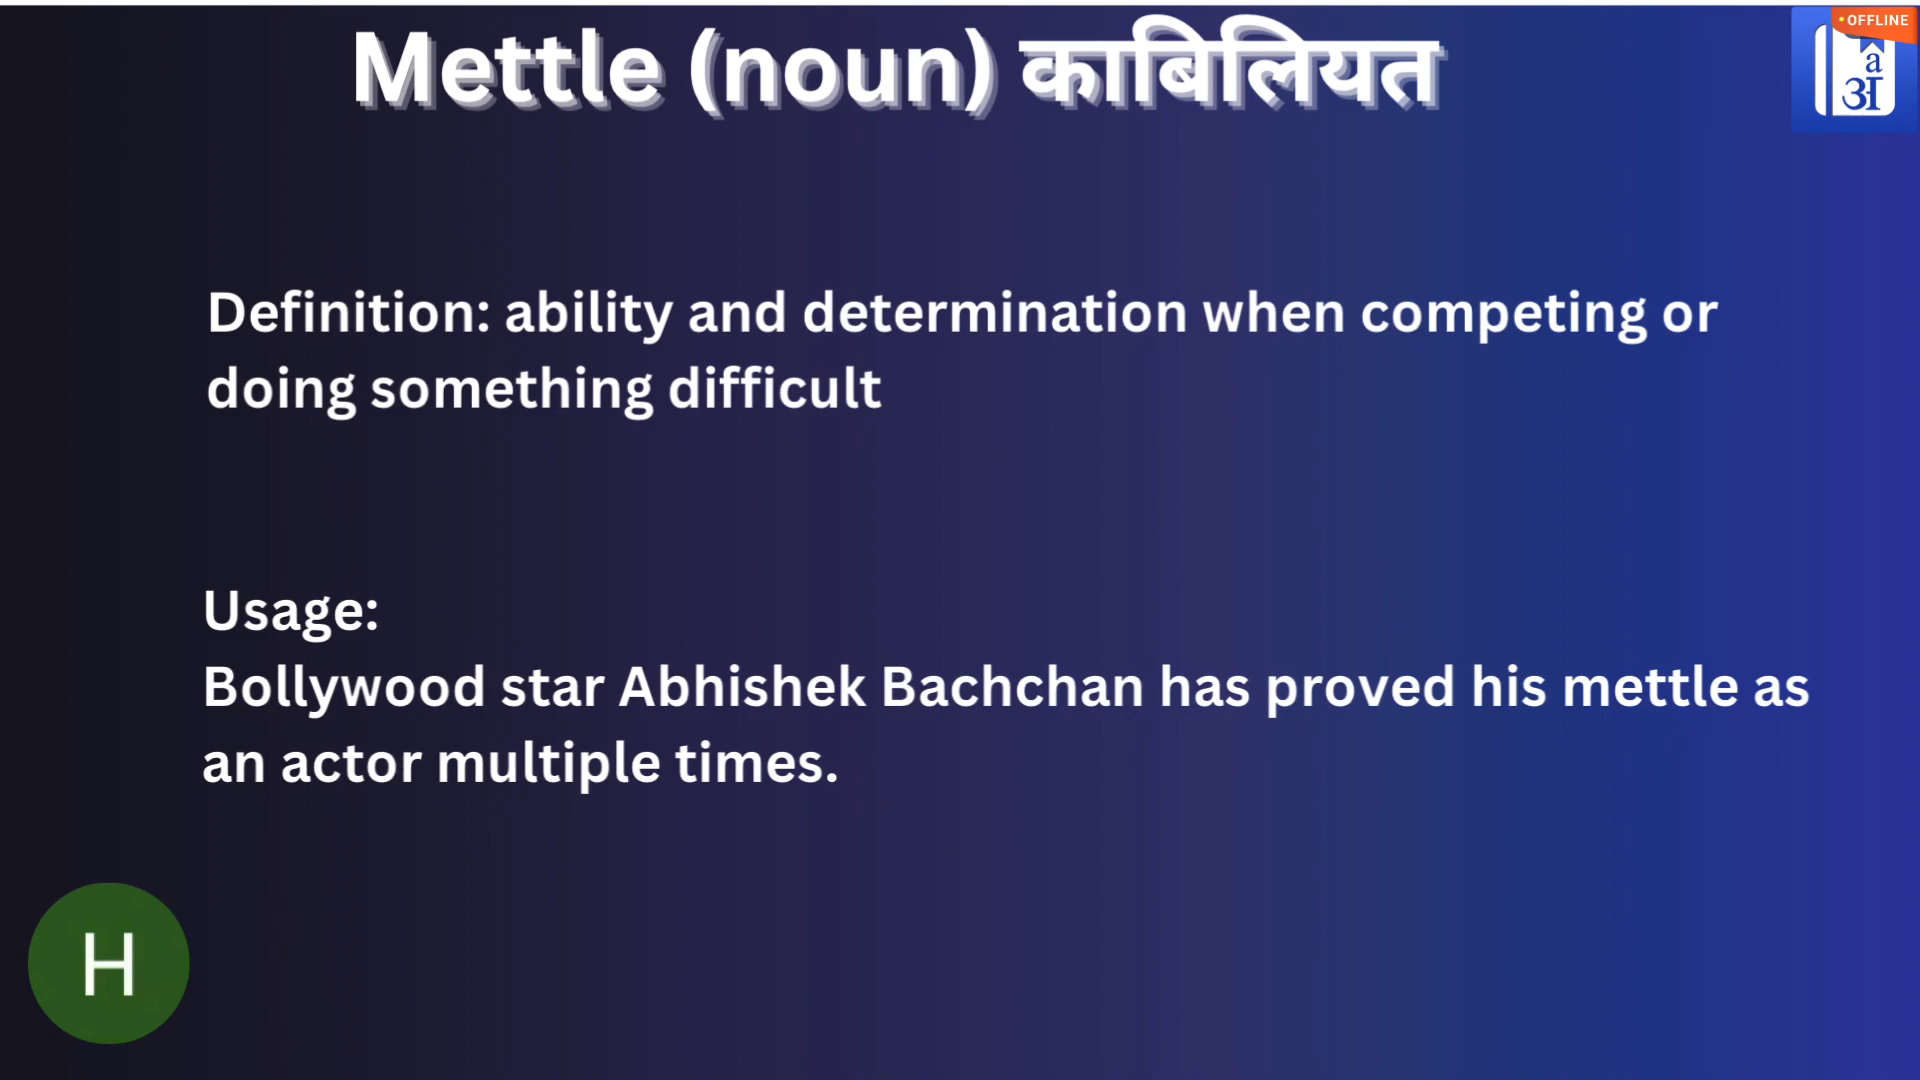 Mettle (noun) काबिलियत
• OFFLINE
a
अ
Definition: ability and determination when competing or
doing something difficult
Usage:
Bollywood star Abhishek Bachchan has proved his mettle as
an actor multiple times.
H